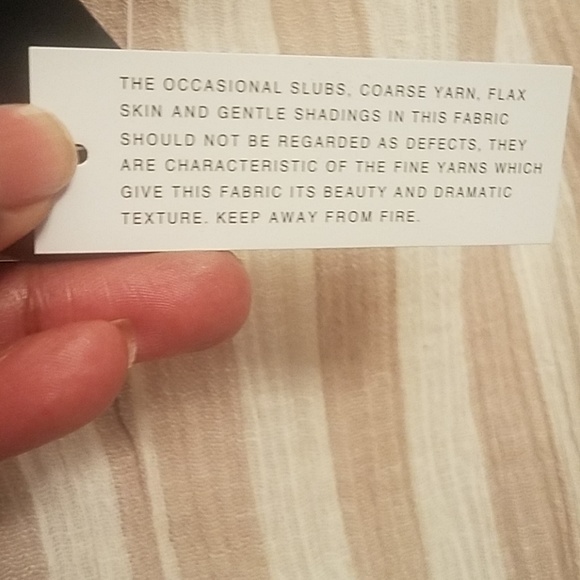 THE OCCASIONAL SLUBS, COARSE YARN, FLAX
SKIN AND GENTLE SHADINGS IN THIS FABRIC
SHOULD NOT BE REGARDED AS DEFECTS, THEY
ARE CHARACTERISTIC OF THE FINE YARNS WHICH
GIVE THIS FABRIC ITS BEAUTY AND DRAMATIC
TEXTURE. KEEP AWAY FROM FIRE.